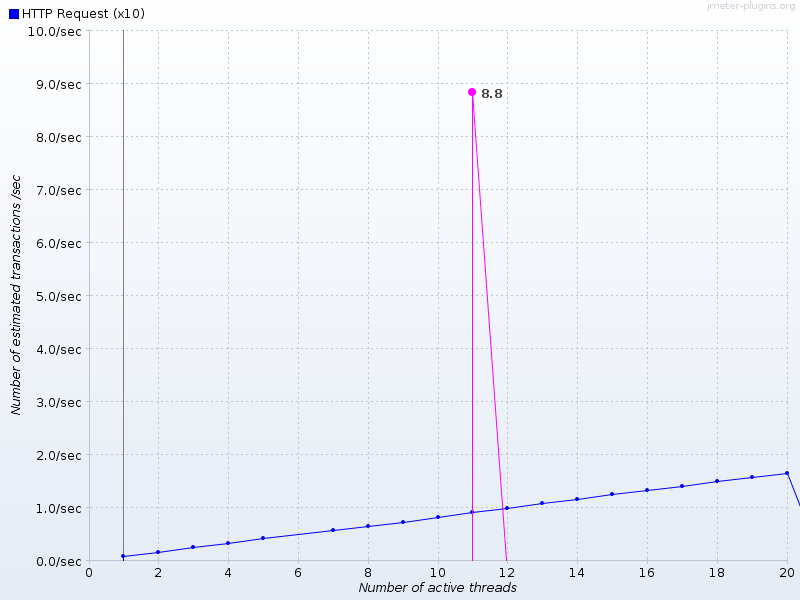 HTTP Request (x10)
jmeter-plugins.org
10.0/sec
9.0/sec
8.8
8.0/sec
7.0/sec
6.0/sec
5.0/sec
4.0/sec
3.0/sec
2.0/sec
1.0/sec
0.0/sec
Number of estimated transactions /sec
0 2 4 6 8 10 12 14 16 18 20
Number of active threads